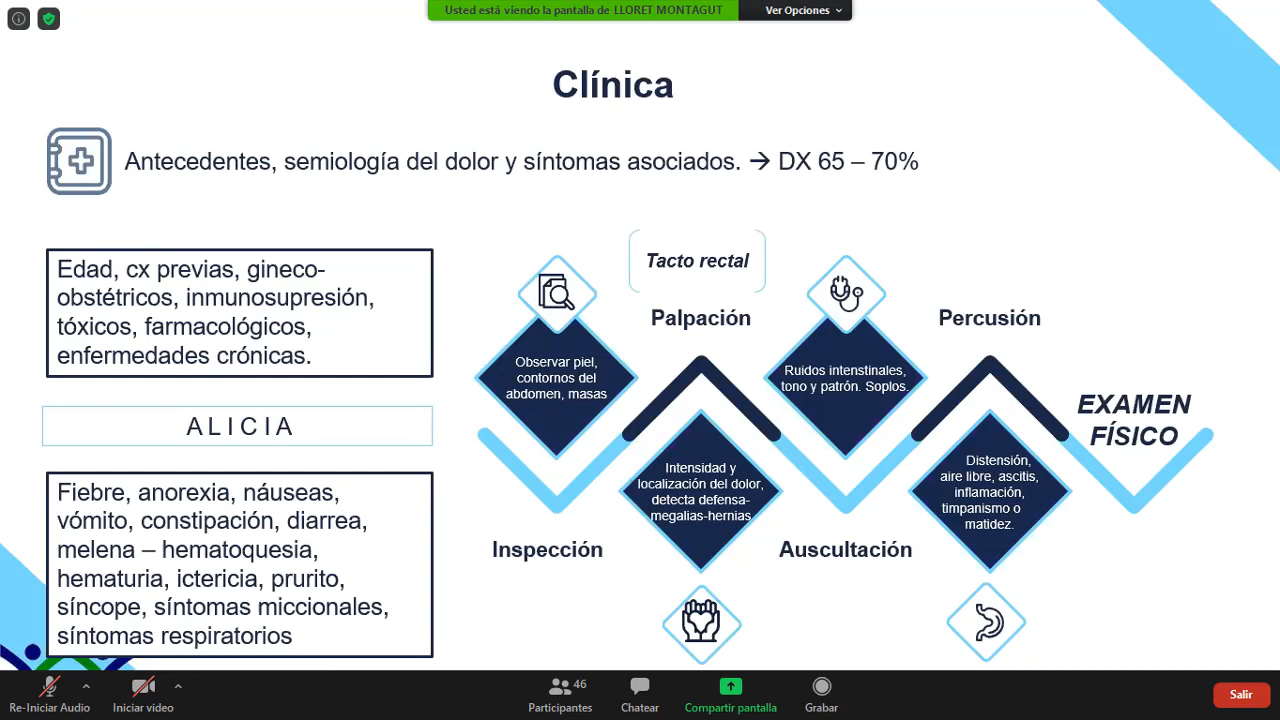 Usted está viendo la pantalla de LLORET MONTAGUT
Ver Opciones
Clínica
Antecedentes, semiología del dolor y síntomas asociados. → DX 65 – 70%
Edad, cx previas, gineco-
obstétricos, inmunosupresión,
tóxicos, farmacológicos,
enfermedades crónicas.
A L I C I A
Fiebre, anorexia, náuseas,
vómito, constipación, diarrea,
melena – hematoquesia,
hematuria, ictericia, prurito,
síncope, síntomas miccionales,
síntomas respiratorios
Observar piel,
contornos del
abdomen, masas
Inspección
Tacto rectal
Palpación
Intensidad y
localización del dolor,
detecta defensa-
megalias-hernias
Ruidos intenstinales,
tono y patrón. Soplos.
Auscultación
Percusión
Distensión,
aire libre, ascitis,
inflamación,
timpanismo o
matidez.
EXAMEN
FÍSICO
Re-Iniciar Audio
Iniciar video
46
Participantes
Chatear
Compartir pantalla
Grabar
Salir